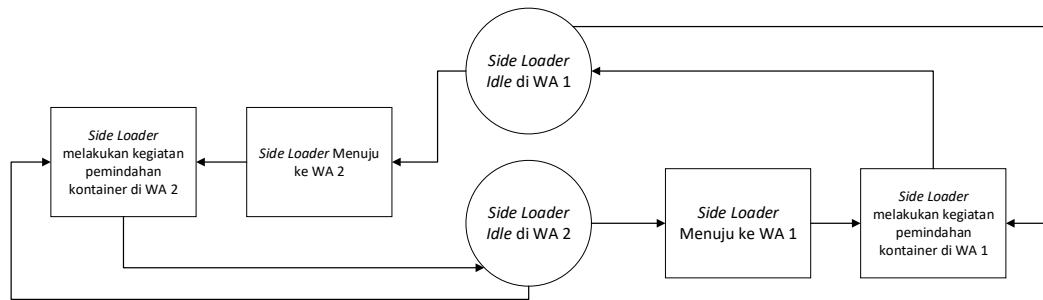 Side Loader
Idle di WA 1
Side Loader
melakukan kegiatan
pemindahan
kontainer di WA 2
Side Loader Menuju
ke WA 2
Side Loader
Idle di WA 2
Side Loader
Menuju ke WA 1
Side Loader
melakukan kegiatan
pemindahan
kontainer di WA 1